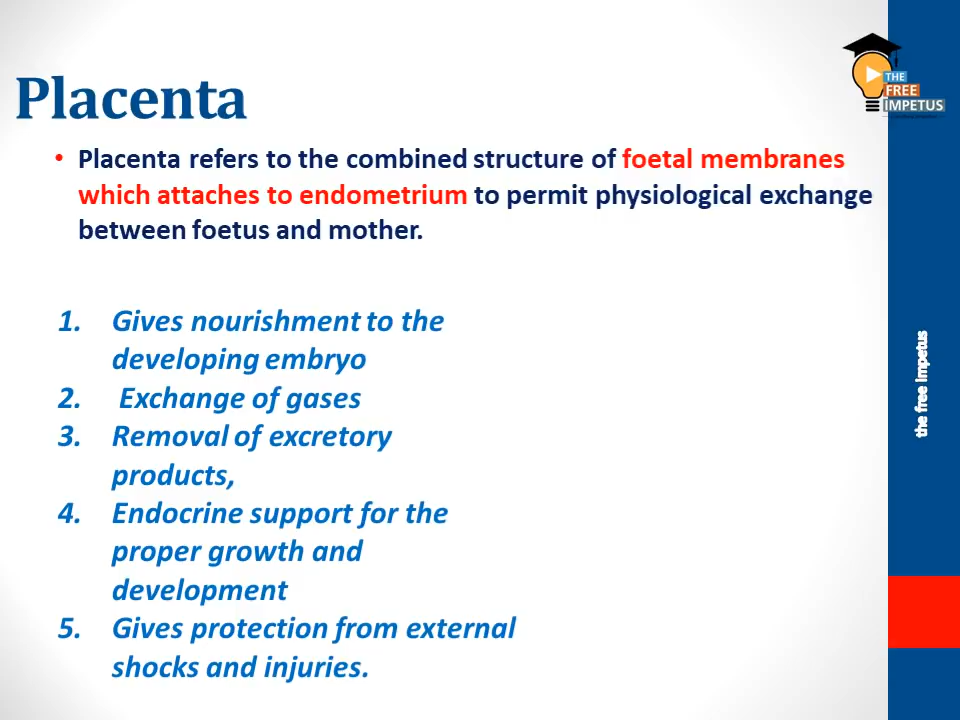 THE
FREE
IMPETUS
Placenta
• Placenta refers to the combined structure of foetal membranes
which attaches to endometrium to permit physiological exchange
between foetus and mother.
1. Gives nourishment to the
developing embryo
2. Exchange of gases
3. Removal of excretory
products,
4. Endocrine support for the
proper growth and
development
5. Gives protection from external
shocks and injuries.
the free impetus